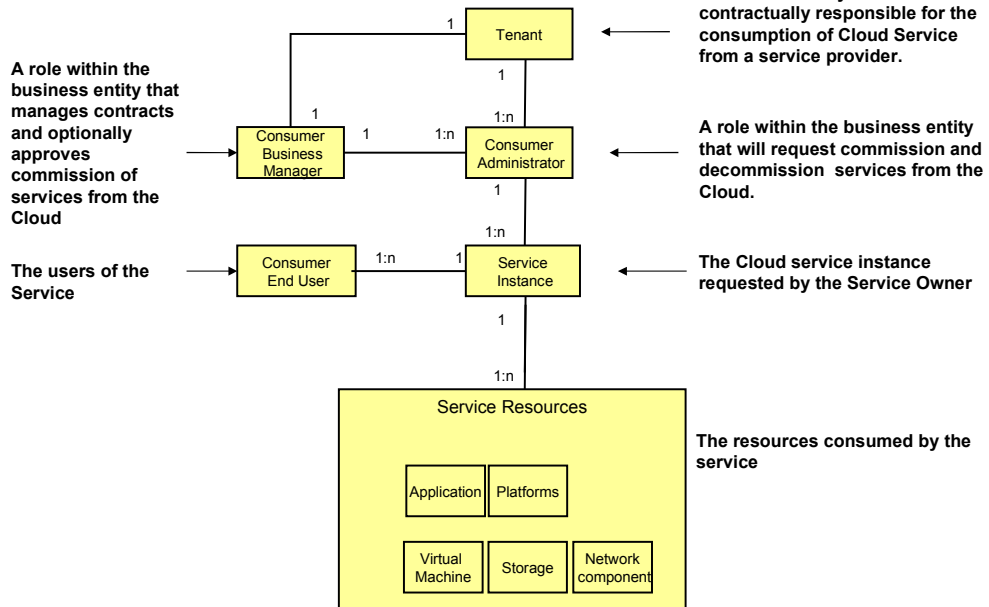 contractually responsible for the
consumption of Cloud Service
from a service provider.
1
Tenant
1
A role within the
business entity that
manages contracts
and optionally
approves
commission of
services from the
Cloud
1
1:n
Consumer
Business
Manager
1
1:n
Consumer
Administrator
A role within the business entity
that will request commission and
decommission services from the
Cloud.
1
1:n
The users of the
Service
Consumer
End User
1:n
1
Service
Instance
The Cloud service instance
requested by the Service Owner
1
1:n
Service Resources
The resources consumed by the
service
Application
Platforms
Virtual
Machine
Storage
Network
component